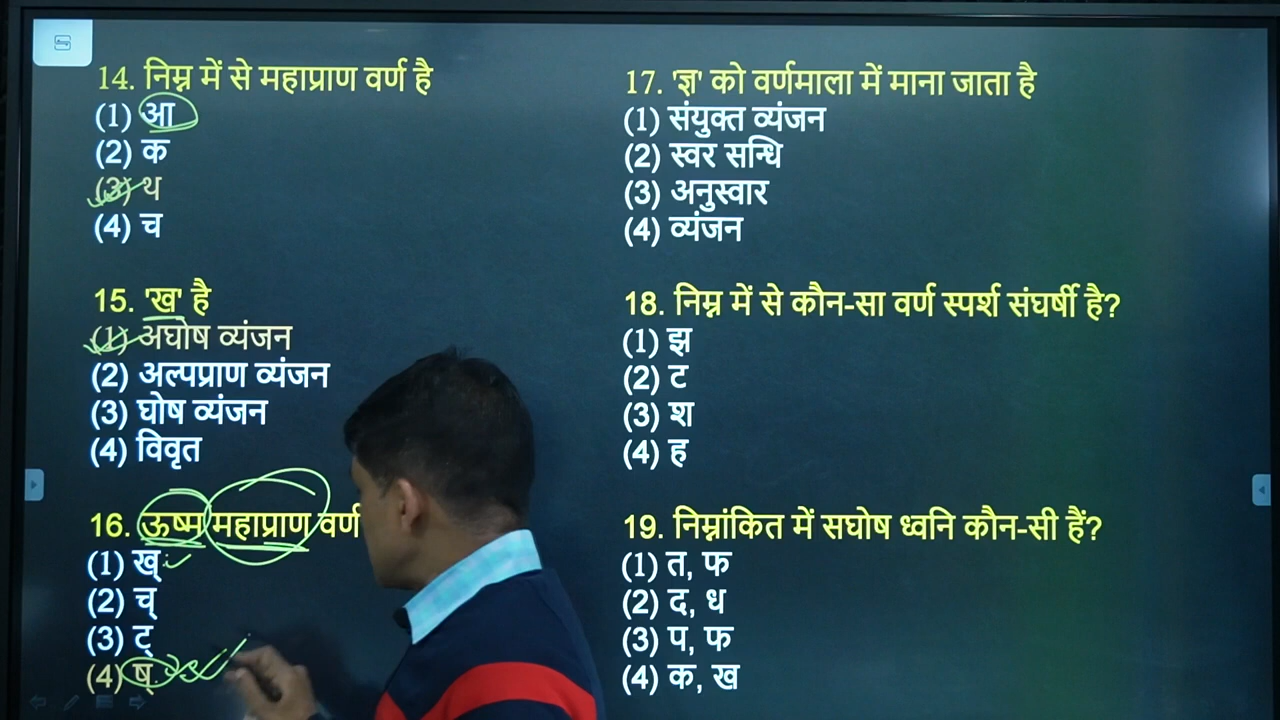 14. निम्न में से महाप्राण वर्ण है
(1) आ
(2) क
(3) थ
(4) च
15. 'ख' है
(1) अघोष व्यंजन
(2) अल्पप्राण व्यंजन
(3) घोष व्यंजन
(4) विवृत
16. ऊष्म महाप्राण वर्ण
(1) ख्
(2) च्
(3) ट्
(4) ष्
17. 'ज्ञ' को वर्णमाला में माना जाता है
(1) संयुक्त व्यंजन
(2) स्वर सन्धि
(3) अनुस्वार
(4) व्यंजन
18. निम्न में से कौन-सा वर्ण स्पर्श संघर्षी है?
(1) झ
(2) ट
(3) श
(4) ह
19. निम्नांकित में सघोष ध्वनि कौन-सी हैं?
(1) त, फ
(2) द, ध
(3) प, फ
(4) क, ख